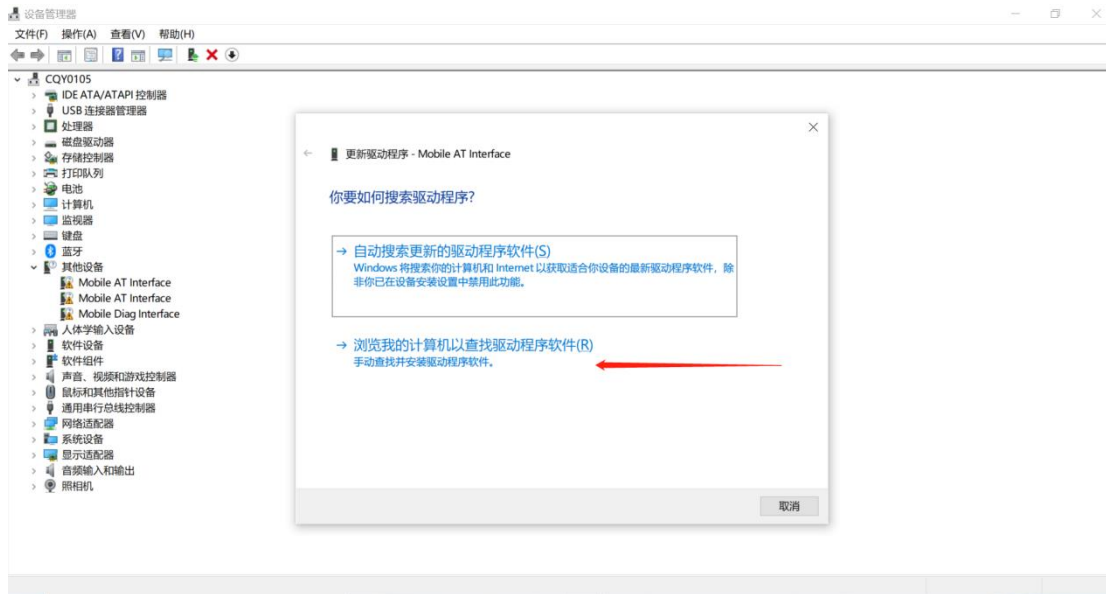 设备管理器
文件(F) 操作(A) 查看(V) 帮助(H)
CQY0105
IDE ATA/ATAPI 控制器
USB 连接器管理器
处理器
磁盘驱动器
存储控制器
打印队列
电池
计算机
监视器
键盘
蓝牙
其他设备
Mobile AT Interface
Mobile AT Interface
Mobile Diag Interface
人体学输入设备
软件设备
软件组件
声音、视频和游戏控制器
鼠标和其他指针设备
通用串行总线控制器
网络适配器
系统设备
显示适配器
音频输入和输出
照相机
更新驱动程序 - Mobile AT Interface
你要如何搜索驱动程序?
自动搜索更新的驱动程序软件(S)
Windows 将搜索你的计算机和 Internet 以获取适合你设备的最新驱动程序软件，除
非你已在设备安装设置中禁用此功能。
浏览我的计算机以查找驱动程序软件(R)
手动查找并安装驱动程序软件。
取消